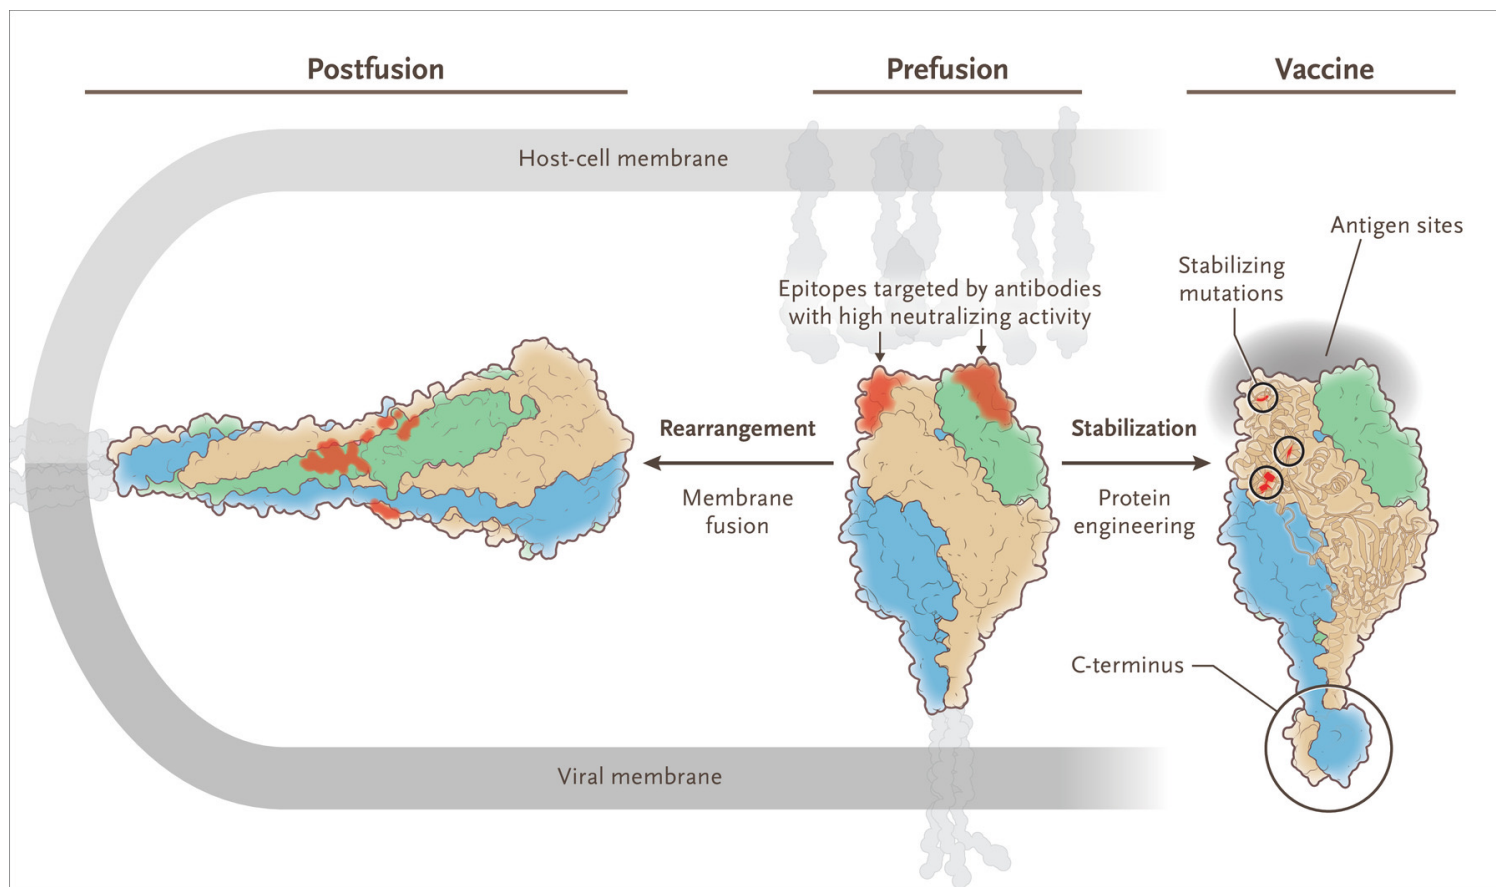 Postfusion
Prefusion
Vaccine
Host-cell membrane
Antigen sites
Stabilizing
mutations
Epitopes targeted by antibodies
with high neutralizing activity
Rearrangement
Membrane
fusion
Stabilization
Protein
engineering
C-terminus
Viral membrane